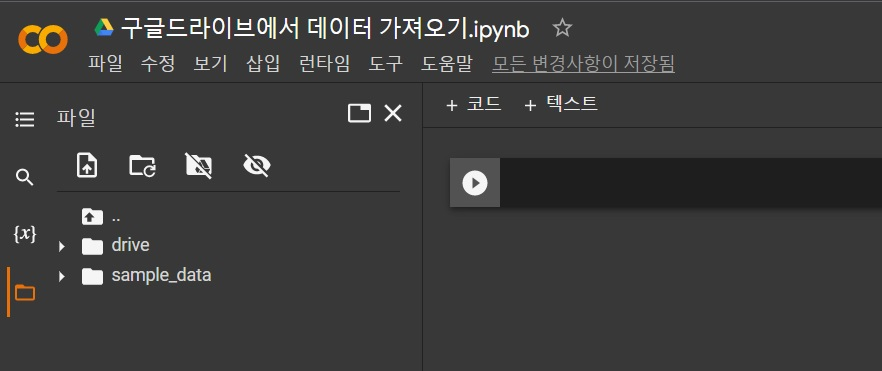 구글드라이브에서 데이터 가져오기.ipynb
파일 수정 보기 삽입 런타임 도구 도움말 모든 변경사항이 저장됨
파일
+ 코드 + 텍스트
{x}
..
drive
sample_data